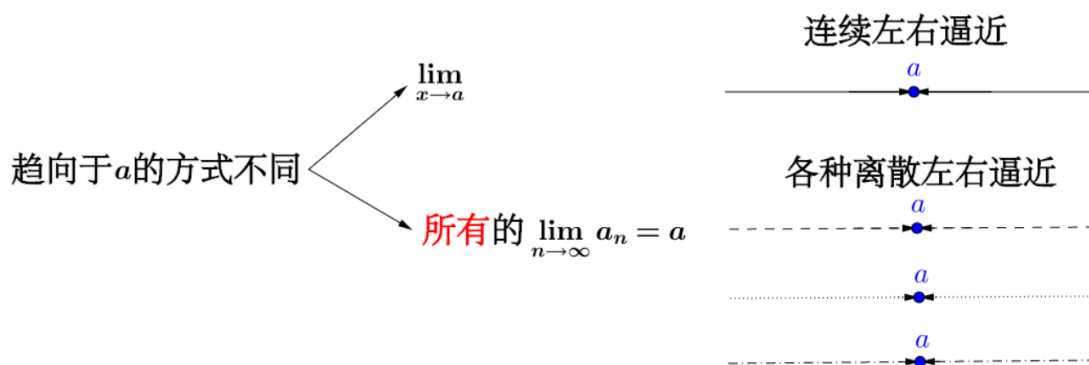 连续左右逼近
a
lim
x→a
趋向于a的方式不同
各种离散左右逼近
a
所有的 lim aₙ = a
n→∞
a
a